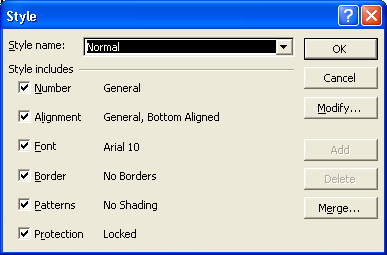 Style
Style name: Normal
OK
Style includes
Cancel
Number General
Modify...
Alignment General, Bottom Aligned
Font Arial 10
Add
Border No Borders
Delete
Patterns No Shading
Merge...
Protection Locked